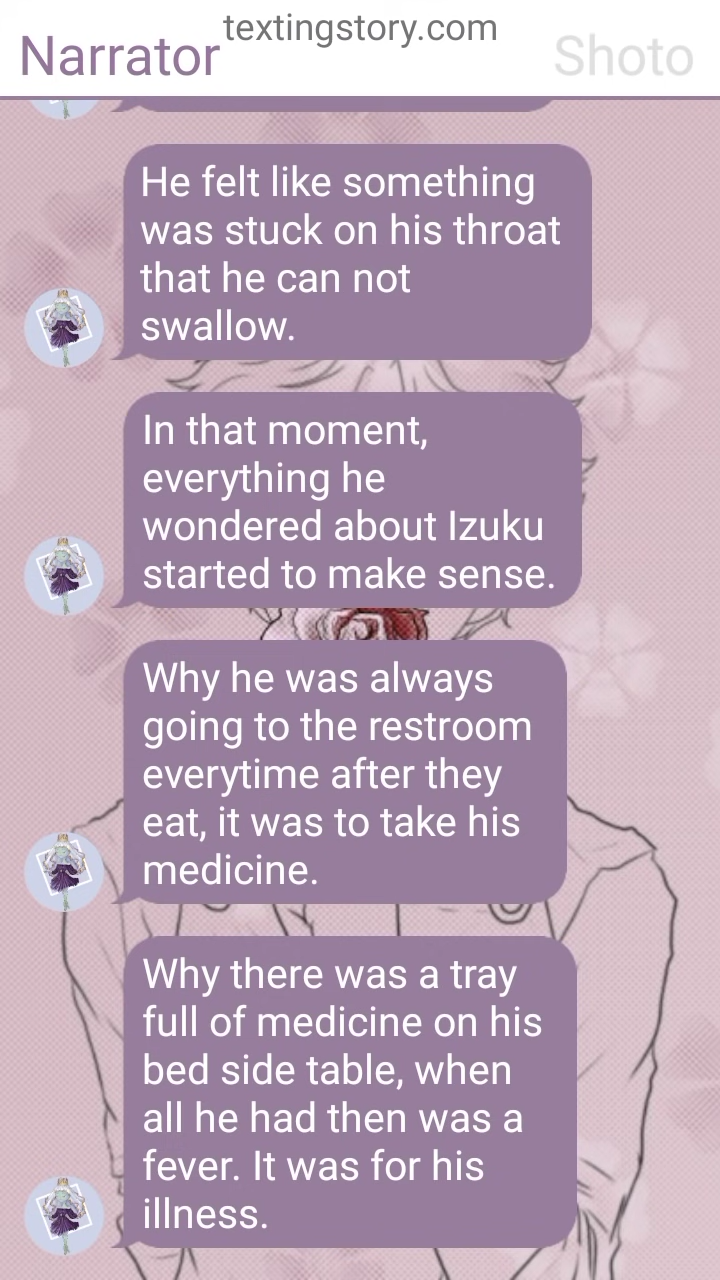 textingstory.com
Narrator
Shoto
He felt like something
was stuck on his throat
that he can not
swallow.
In that moment,
everything he
wondered about Izuku
started to make sense.
Why he was always
going to the restroom
everytime after they
eat, it was to take his
medicine.
Why there was a tray
full of medicine on his
bed side table, when
all he had then was a
fever. It was for his
illness.